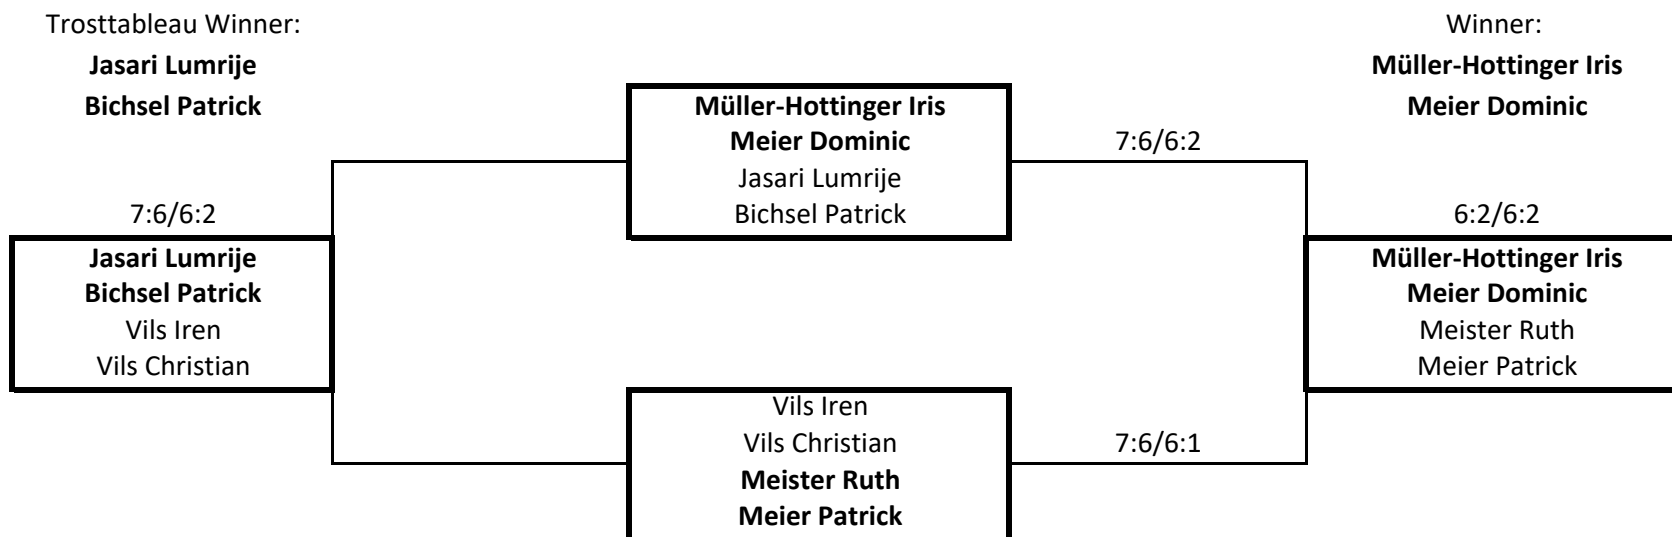 Trosttableau Winner:
Jasari Lumrije
Bichsel Patrick
7:6/6:2
Jasari Lumrije
Bichsel Patrick
Vils Iren
Vils Christian
Müller-Hottinger Iris
Meier Dominic
Jasari Lumrije
Bichsel Patrick
Vils Iren
Vils Christian
Meister Ruth
Meier Patrick
7:6/6:2
7:6/6:1
Winner:
Müller-Hottinger Iris
Meier Dominic
6:2/6:2
Müller-Hottinger Iris
Meier Dominic
Meister Ruth
Meier Patrick